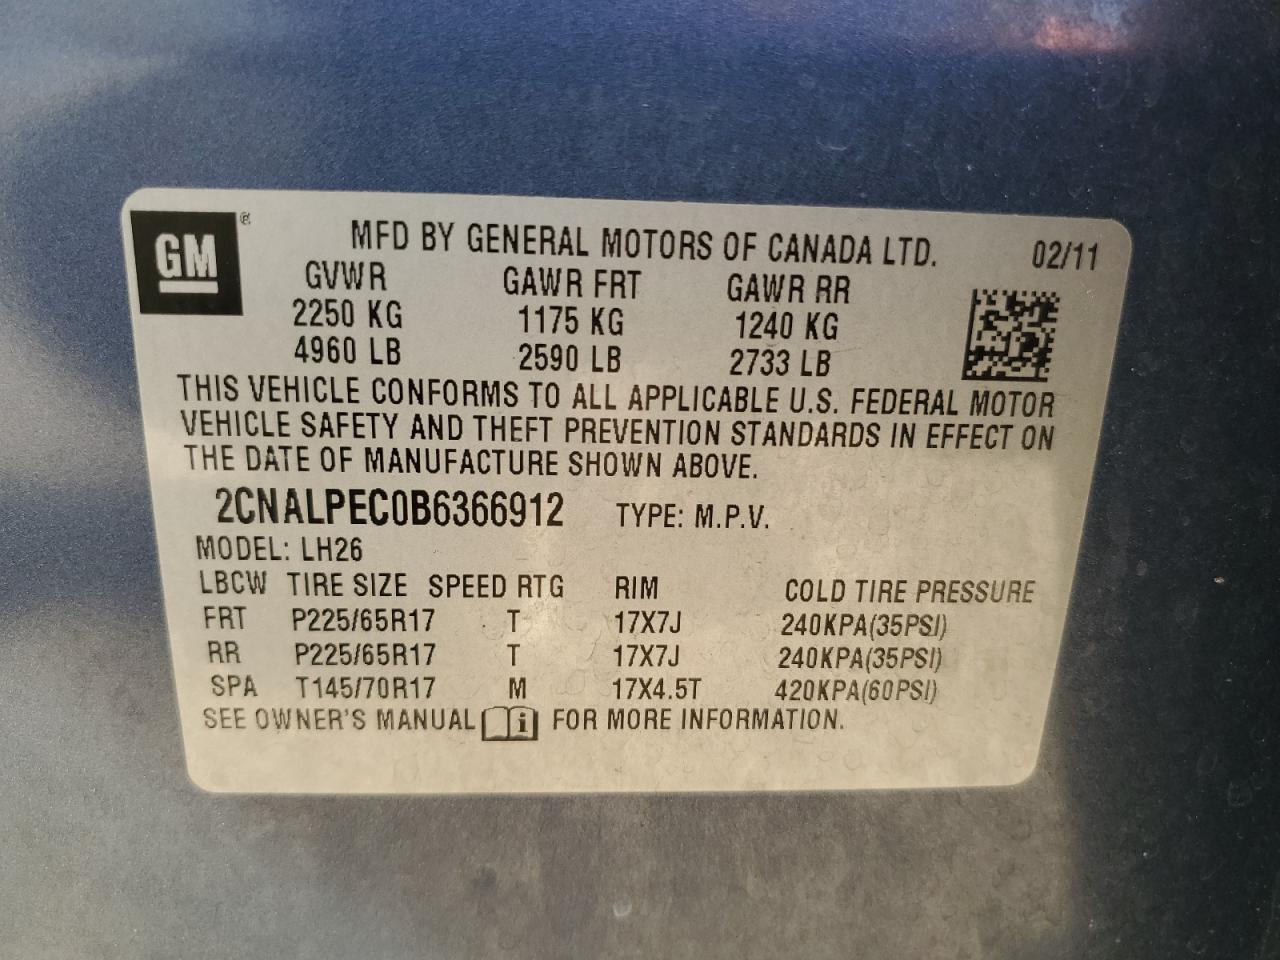 GM ®
MFD BY GENERAL MOTORS OF CANADA LTD. 02/11
GVWR GAWR FRT GAWR RR
2250 KG 1175 KG 1240 KG
4960 LB 2590 LB 2733 LB
THIS VEHICLE CONFORMS TO ALL APPLICABLE U.S. FEDERAL MOTOR
VEHICLE SAFETY AND THEFT PREVENTION STANDARDS IN EFFECT ON
THE DATE OF MANUFACTURE SHOWN ABOVE.
2CNALPEC0B6366912 TYPE: M.P.V.
MODEL: LH26
LBCW TIRE SIZE SPEED RTG RIM COLD TIRE PRESSURE
FRT P225/65R17 T 17X7J 240KPA(35PSI)
RR P225/65R17 T 17X7J 240KPA(35PSI)
SPA T145/70R17 M 17X4.5T 420KPA(60PSI)
SEE OWNER'S MANUAL i FOR MORE INFORMATION.